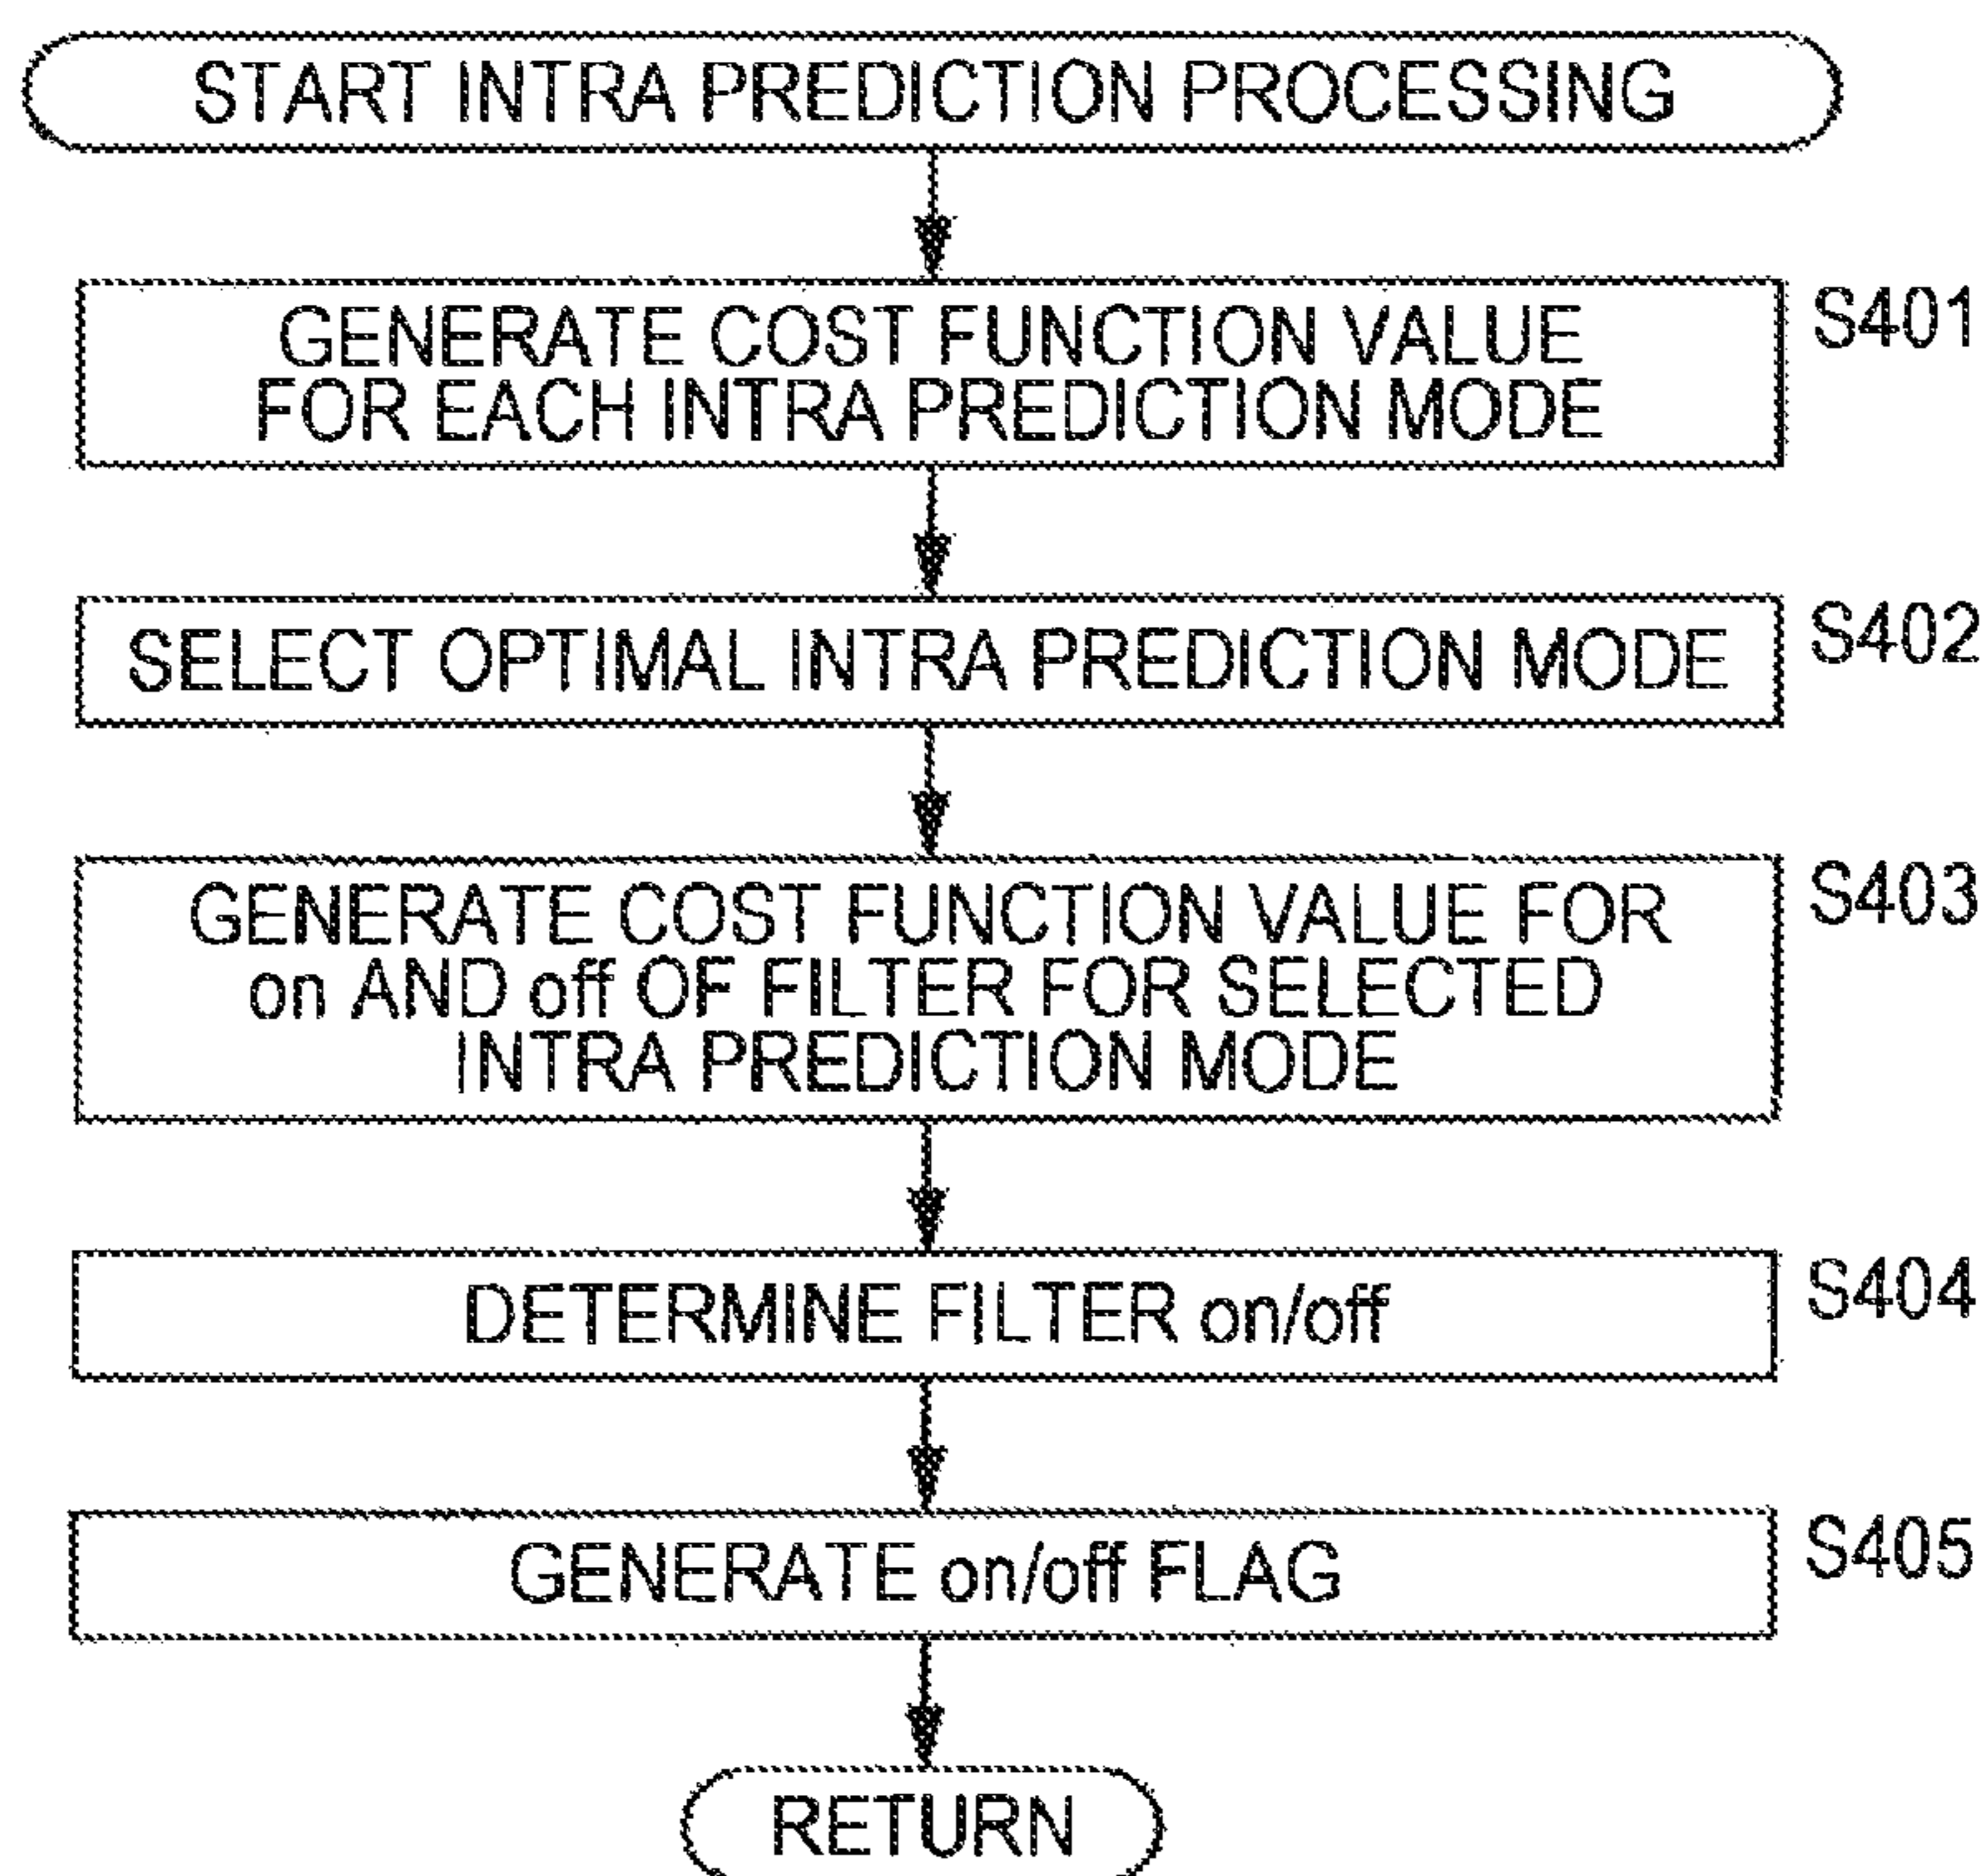 START INTRA PREDICTION PROCESSING
GENERATE COST FUNCTION VALUE
FOR EACH INTRA PREDICTION MODE
S401
SELECT OPTIMAL INTRA PREDICTION MODE
S402
GENERATE COST FUNCTION VALUE FOR
on AND off OF FILTER FOR SELECTED
INTRA PREDICTION MODE
S403
DETERMINE FILTER on/off
S404
GENERATE on/off FLAG
S405
RETURN